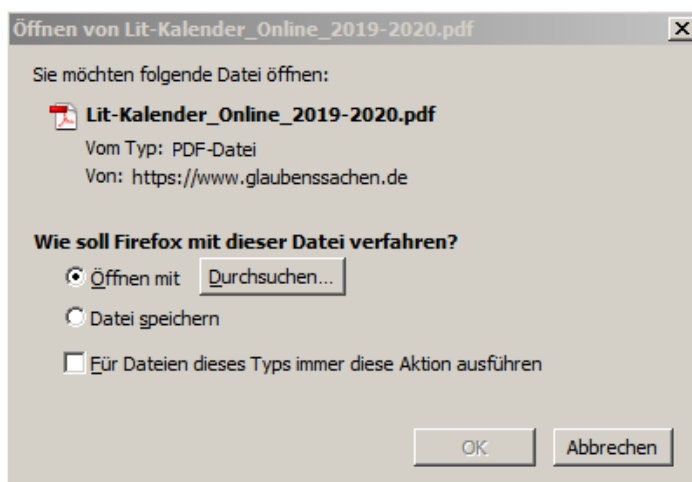 Öffnen von Lit-Kalender_Online_2019-2020.pdf
Sie möchten folgende Datei öffnen:
Lit-Kalender_Online_2019-2020.pdf
Vom Typ: PDF-Datei
Von: https://www.glaubenssachen.de
Wie soll Firefox mit dieser Datei verfahren?
Öffnen mit Durchsuchen...
Datei speichern
Für Dateien dieses Typs immer diese Aktion ausführen
OK Abbrechen